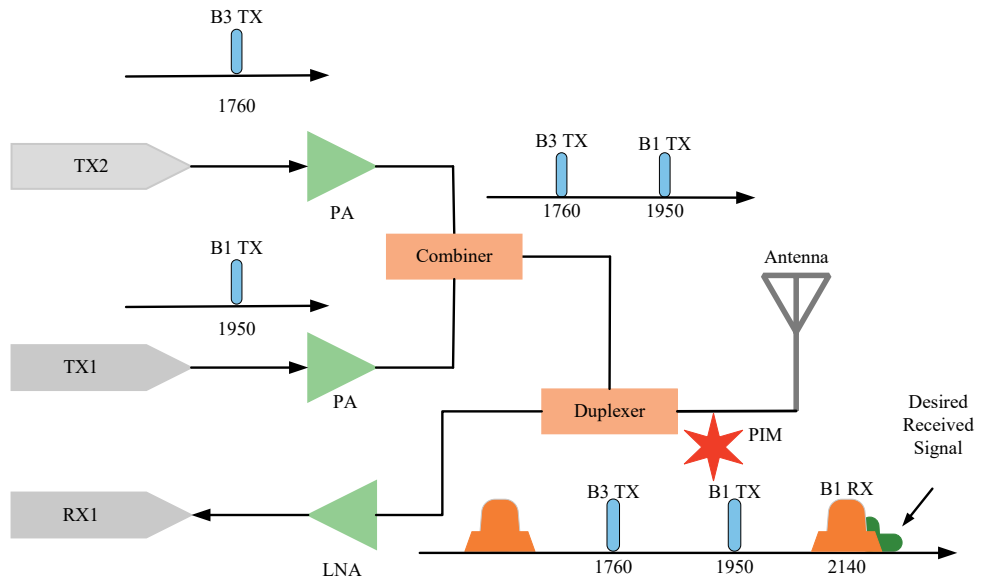 B3 TX
1760
TX2
PA
B3 TX
B1 TX
1760
1950
B1 TX
1950
Combiner
Antenna
TX1
PA
Duplexer
PIM
Desired
Received
Signal
RX1
LNA
B3 TX
B1 TX
B1 RX
1760
1950
2140